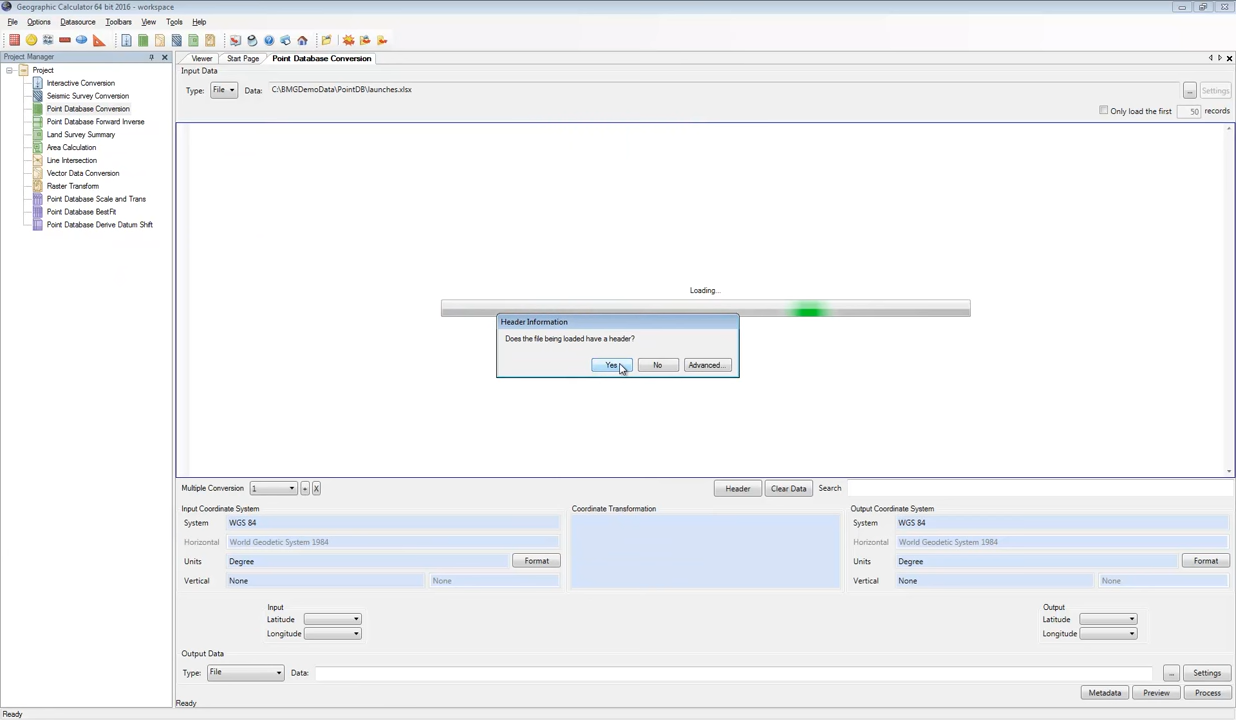 Geographic Calculator 64 bit 2016 - workspace
File Options Datasource Toolbars View Tools Help
Project Manager
Viewer Start Page Point Database Conversion
Project
Interactive Conversion
Seismic Survey Conversion
Point Database Conversion
Point Database Forward Inverse
Land Survey Summary
Area Calculation
Line Intersection
Vector Data Conversion
Raster Transform
Point Database Scale and Trans
Point Database BestFit
Point Database Derive Datum Shift
Input Data
Type: File Data: C:\BMGDemoData\PointDB\launches.xlsx ... Settings
Only load the first 50 records
Loading...
Header Information
Does the file being loaded have a header?
Yes No Advanced...
Multiple Conversion 1 + X Header Clear Data Search
Input Coordinate System Coordinate Transformation Output Coordinate System
System WGS 84 System WGS 84
Horizontal World Geodetic System 1984 Horizontal World Geodetic System 1984
Units Degree Format Units Degree Format
Vertical None None Vertical None None
Input Output
Latitude Latitude
Longitude Longitude
Output Data
Type: File Data: ... Settings
Metadata Preview Process
Ready
Ready